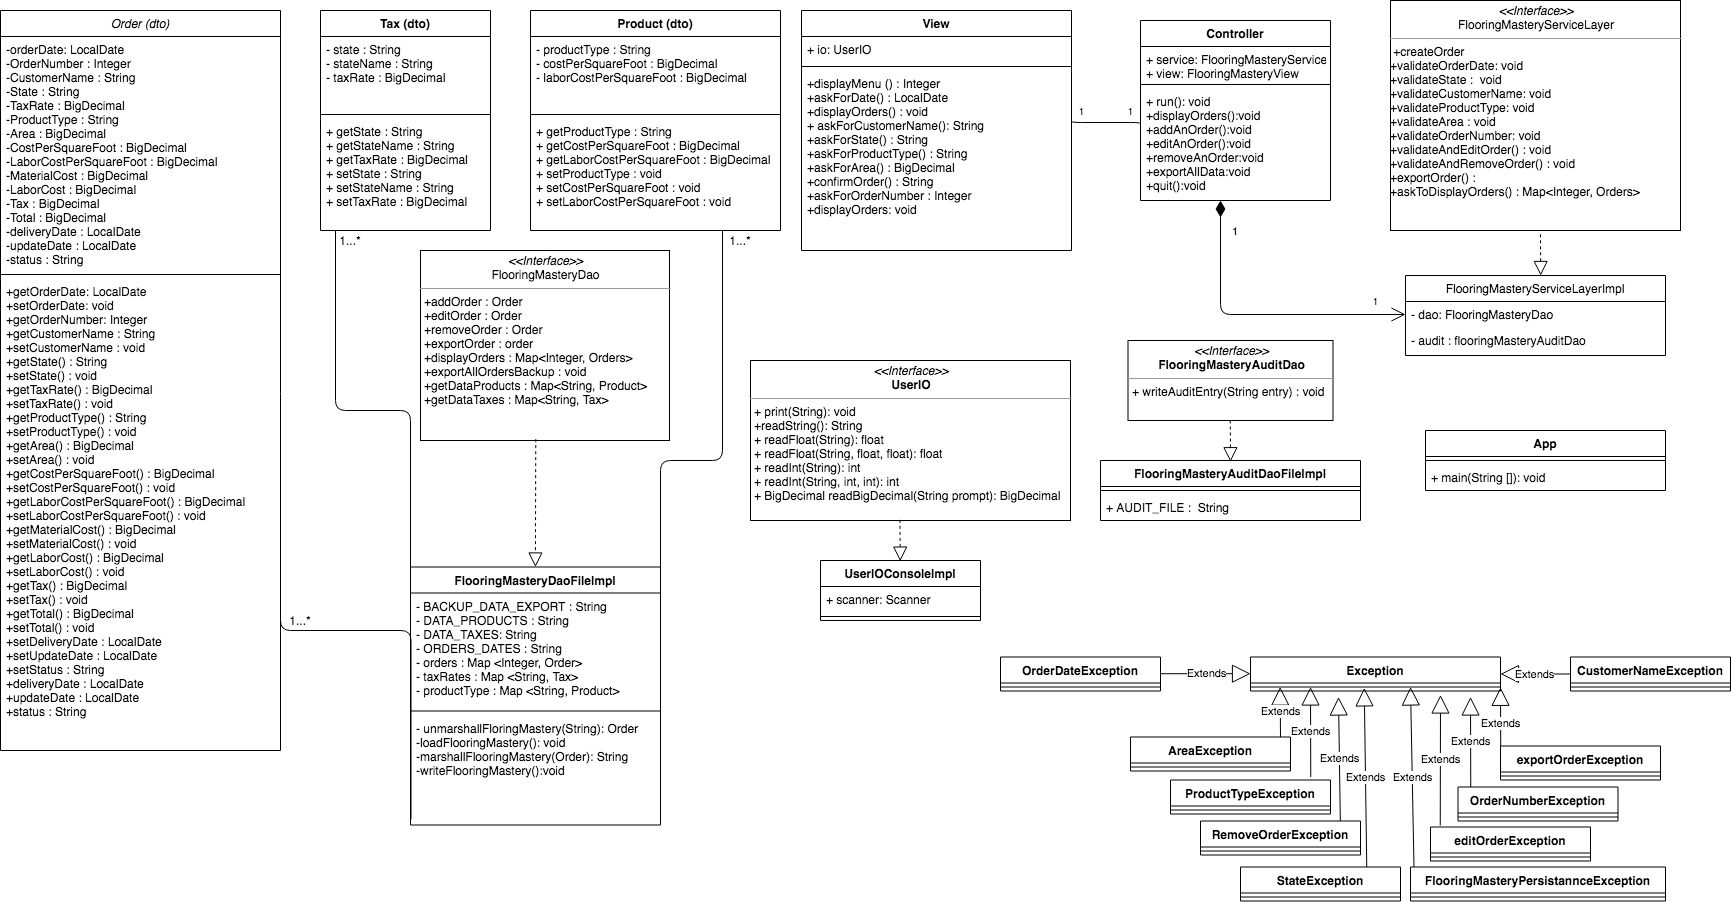 Order (dto)
-orderDate: LocalDate
-OrderNumber : Integer
-CustomerName : String
-State : String
-TaxRate : BigDecimal
-ProductType : String
-Area : BigDecimal
-CostPerSquareFoot : BigDecimal
-LaborCostPerSquareFoot : BigDecimal
-MaterialCost : BigDecimal
-LaborCost : BigDecimal
-Tax : BigDecimal
-Total : BigDecimal
-deliveryDate : LocalDate
-updateDate : LocalDate
-status : String
+getOrderDate: LocalDate
+setOrderDate: void
+getOrderNumber: Integer
+getCustomerName : String
+setCustomerName : void
+getState() : String
+setState() : void
+getTaxRate() : BigDecimal
+setTaxRate() : void
+getProductType() : String
+setProductType() : void
+getArea() : BigDecimal
+setArea() : void
+getCostPerSquareFoot() : BigDecimal
+setCostPerSquareFoot() : void
+getLaborCostPerSquareFoot() : BigDecimal
+setLaborCostPerSquareFoot() : void
+getMaterialCost() : BigDecimal
+setMaterialCost() : void
+getLaborCost() : BigDecimal
+setLaborCost() : void
+getTax() : BigDecimal
+setTax() : void
+getTotal() : BigDecimal
+setTotal() : void
+setDeliveryDate : LocalDate
+setUpdateDate : LocalDate
+setStatus : String
+deliveryDate : LocalDate
+updateDate : LocalDate
+status : String
1...*
Tax (dto)
- state : String
- stateName : String
- taxRate : BigDecimal
+ getState : String
+ getStateName : String
+ getTaxRate : BigDecimal
+ setState : String
+ setStateName : String
+ setTaxRate : BigDecimal
1...*
Product (dto)
- productType : String
- costPerSquareFoot : BigDecimal
- laborCostPerSquareFoot : BigDecimal
+ getProductType : String
+ getCostPerSquareFoot : BigDecimal
+ getLaborCostPerSquareFoot : BigDecimal
+ setProductType : void
+ setCostPerSquareFoot : void
+ setLaborCostPerSquareFoot : void
1...*
<<Interface>>
FlooringMasteryDao
+addOrder : Order
+editOrder : Order
+removeOrder : Order
+exportOrder : order
+displayOrders : Map<Integer, Orders>
+exportAllOrdersBackup : void
+getDataProducts : Map<String, Product>
+getDataTaxes : Map<String, Tax>
FlooringMasteryDaoFileImpl
- BACKUP_DATA_EXPORT : String
- DATA_PRODUCTS : String
- DATA_TAXES: String
- ORDERS_DATES : String
- orders : Map <Integer, Order>
- taxRates : Map <String, Tax>
- productType : Map <String, Product>
- unmarshallFloringMastery(String): Order
-loadFlooringMastery(): void
-marshallFlooringMastery(Order): String
-writeFlooringMastery():void
View
+ io: UserIO
+displayMenu () : Integer
+askForDate() : LocalDate
+displayOrders() : void
+ askForCustomerName(): String
+askForState() : String
+askForProductType() : String
+askForArea() : BigDecimal
+confirmOrder() : String
+askForOrderNumber : Integer
+displayOrders: void
1
1
Controller
+ service: FlooringMasteryService
+ view: FlooringMasteryView
+ run(): void
+displayOrders():void
+addAnOrder():void
+editAnOrder():void
+removeAnOrder:void
+exportAllData:void
+quit():void
1
1
<<Interface>>
FlooringMasteryServiceLayer
+createOrder
+validateOrderDate: void
+validateState : void
+validateCustomerName: void
+validateProductType: void
+validateArea : void
+validateOrderNumber: void
+validateAndEditOrder() : void
+validateAndRemoveOrder() : void
+exportOrder() :
+askToDisplayOrders() : Map<Integer, Orders>
FlooringMasteryServiceLayerImpl
- dao: FlooringMasteryDao
- audit : flooringMasteryAuditDao
<<Interface>>
UserIO
+ print(String): void
+readString(): String
+ readFloat(String): float
+ readFloat(String, float, float): float
+ readInt(String): int
+ readInt(String, int, int): int
+ BigDecimal readBigDecimal(String prompt): BigDecimal
UserIOConsoleImpl
+ scanner: Scanner
<<Interface>>
FlooringMasteryAuditDao
+ writeAuditEntry(String entry) : void
FlooringMasteryAuditDaoFileImpl
+ AUDIT_FILE : String
App
+ main(String []): void
OrderDateException
Extends
Exception
Extends
CustomerNameException
Extends
Extends
Extends
Extends
Extends
Extends
Extends
Extends
AreaException
exportOrderException
ProductTypeException
OrderNumberException
RemoveOrderException
editOrderException
StateException
FlooringMasteryPersistannceException